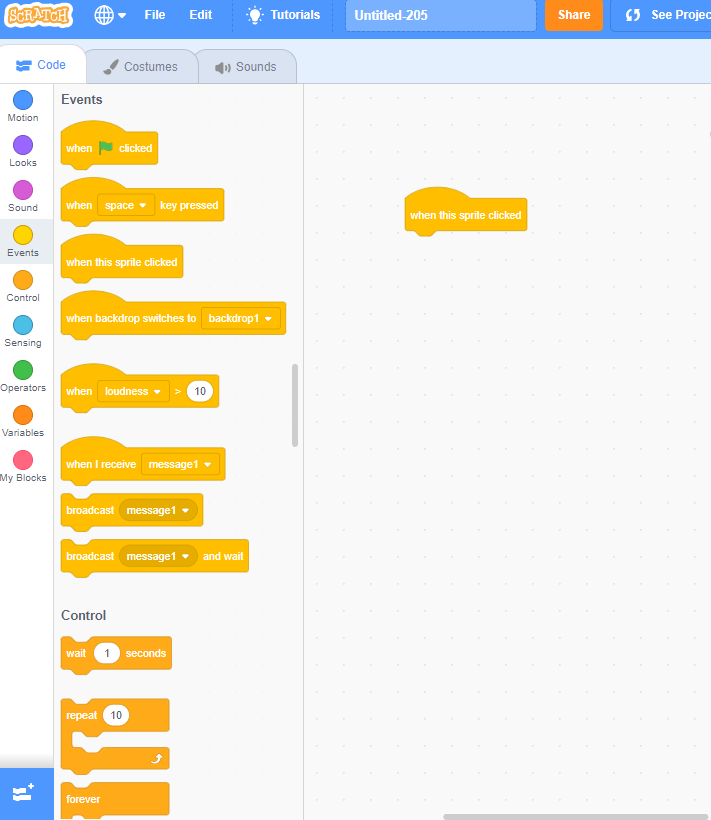 SCRATCH
File
Edit
Tutorials
Untitled-205
Share
Code
Costumes
Sounds
Motion
Looks
Sound
Events
Control
Sensing
Operators
Variables
My Blocks
Events
when clicked
when space key pressed
when this sprite clicked
when backdrop switches to backdrop1
when loudness > 10
when I receive message1
broadcast message1
broadcast message1 and wait
Control
wait 1 seconds
repeat 10
forever
when this sprite clicked